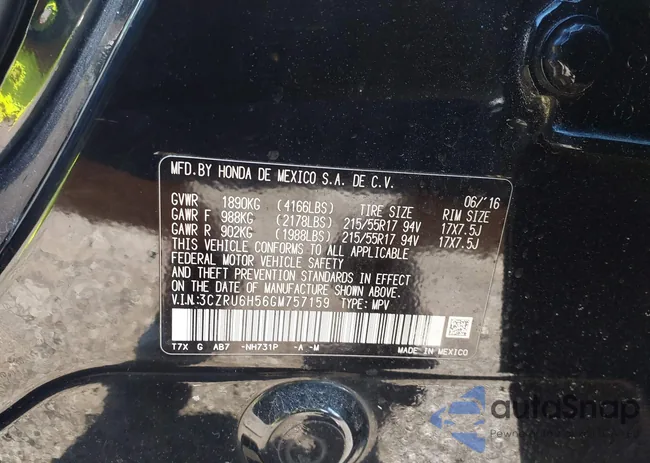 MFD.BY HONDA DE MEXICO S.A. DE C.V.
06/'16
GVWR 1890KG (4166LBS) TIRE SIZE RIM SIZE
GAWR F 988KG (2178LBS) 215/55R17 94V 17X7.5J
GAWR R 902KG (1988LBS) 215/55R17 94V 17X7.5J
THIS VEHICLE CONFORMS TO ALL APPLICABLE
FEDERAL MOTOR VEHICLE SAFETY
AND THEFT PREVENTION STANDARDS IN EFFECT
ON THE DATE OF MANUFACTURE SHOWN ABOVE.
V.I.N:3CZRU6H56GM757159 TYPE: MPV
T7X G AB7 -NH731P -A -M MADE IN MEXICO
autoSnap